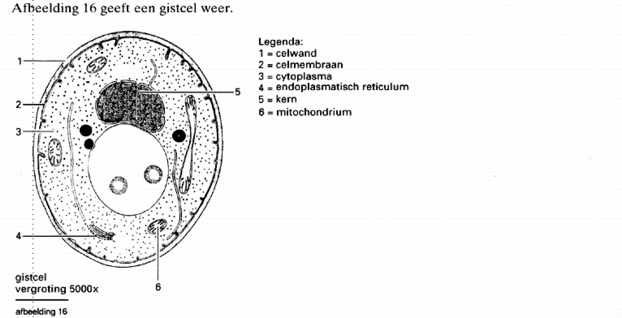 Afbeelding 16 geeft een gistcel weer.
Legenda:
1 = celwand
2 = celmembraan
3 = cytoplasma
4 = endoplasmatisch reticulum
5 = kern
6 = mitochondrium
1
5
2
3
4
6
gistcel
vergroting 5000x
afbeelding 16